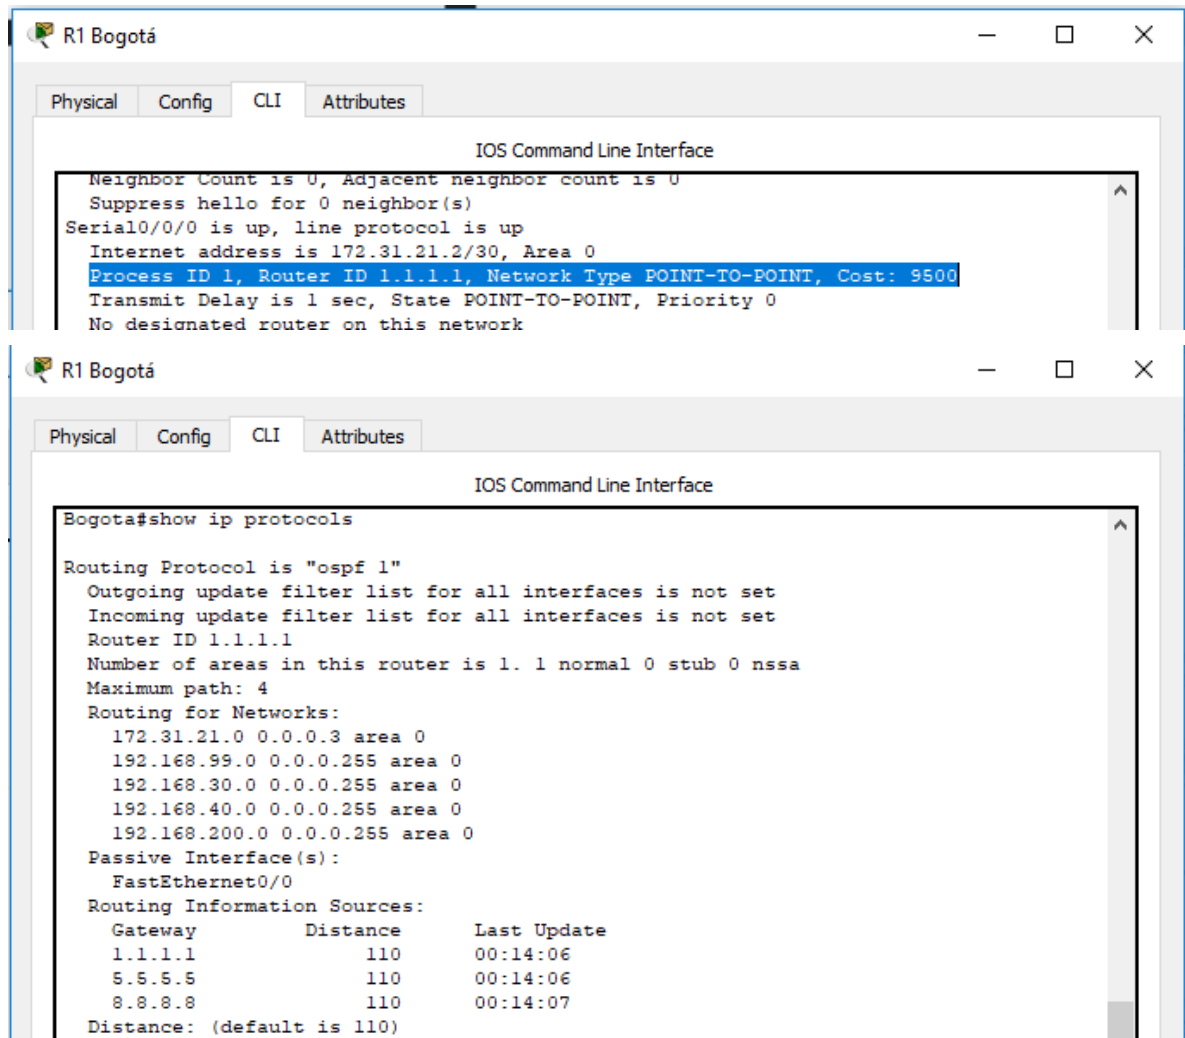 R1 Bogotá
Physical Config CLI Attributes
IOS Command Line Interface
Neighbor Count is 0, Adjacent neighbor count is 0
Suppress hello for 0 neighbor(s)
Serial0/0/0 is up, line protocol is up
Internet address is 172.31.21.2/30, Area 0
Process ID 1, Router ID 1.1.1.1, Network Type POINT-TO-POINT, Cost: 9500
Transmit Delay is 1 sec, State POINT-TO-POINT, Priority 0
No designated router on this network
R1 Bogotá
Physical Config CLI Attributes
IOS Command Line Interface
Bogota#show ip protocols
Routing Protocol is "ospf 1"
Outgoing update filter list for all interfaces is not set
Incoming update filter list for all interfaces is not set
Router ID 1.1.1.1
Number of areas in this router is 1. 1 normal 0 stub 0 nssa
Maximum path: 4
Routing for Networks:
172.31.21.0 0.0.0.3 area 0
192.168.99.0 0.0.0.255 area 0
192.168.30.0 0.0.0.255 area 0
192.168.40.0 0.0.0.255 area 0
192.168.200.0 0.0.0.255 area 0
Passive Interface(s):
FastEthernet0/0
Routing Information Sources:
Gateway Distance Last Update
1.1.1.1 110 00:14:06
5.5.5.5 110 00:14:06
8.8.8.8 110 00:14:07
Distance: (default is 110)